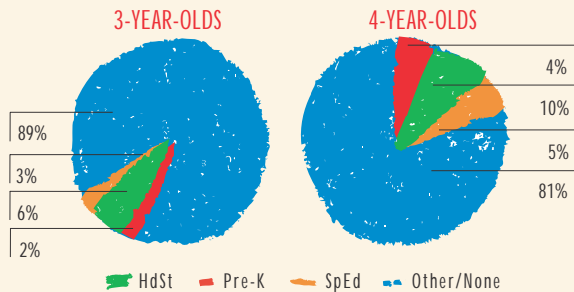 3-YEAR-OLDS
89%
3%
6%
2%
4-YEAR-OLDS
4%
10%
5%
81%
HdSt Pre-K SpEd Other/None